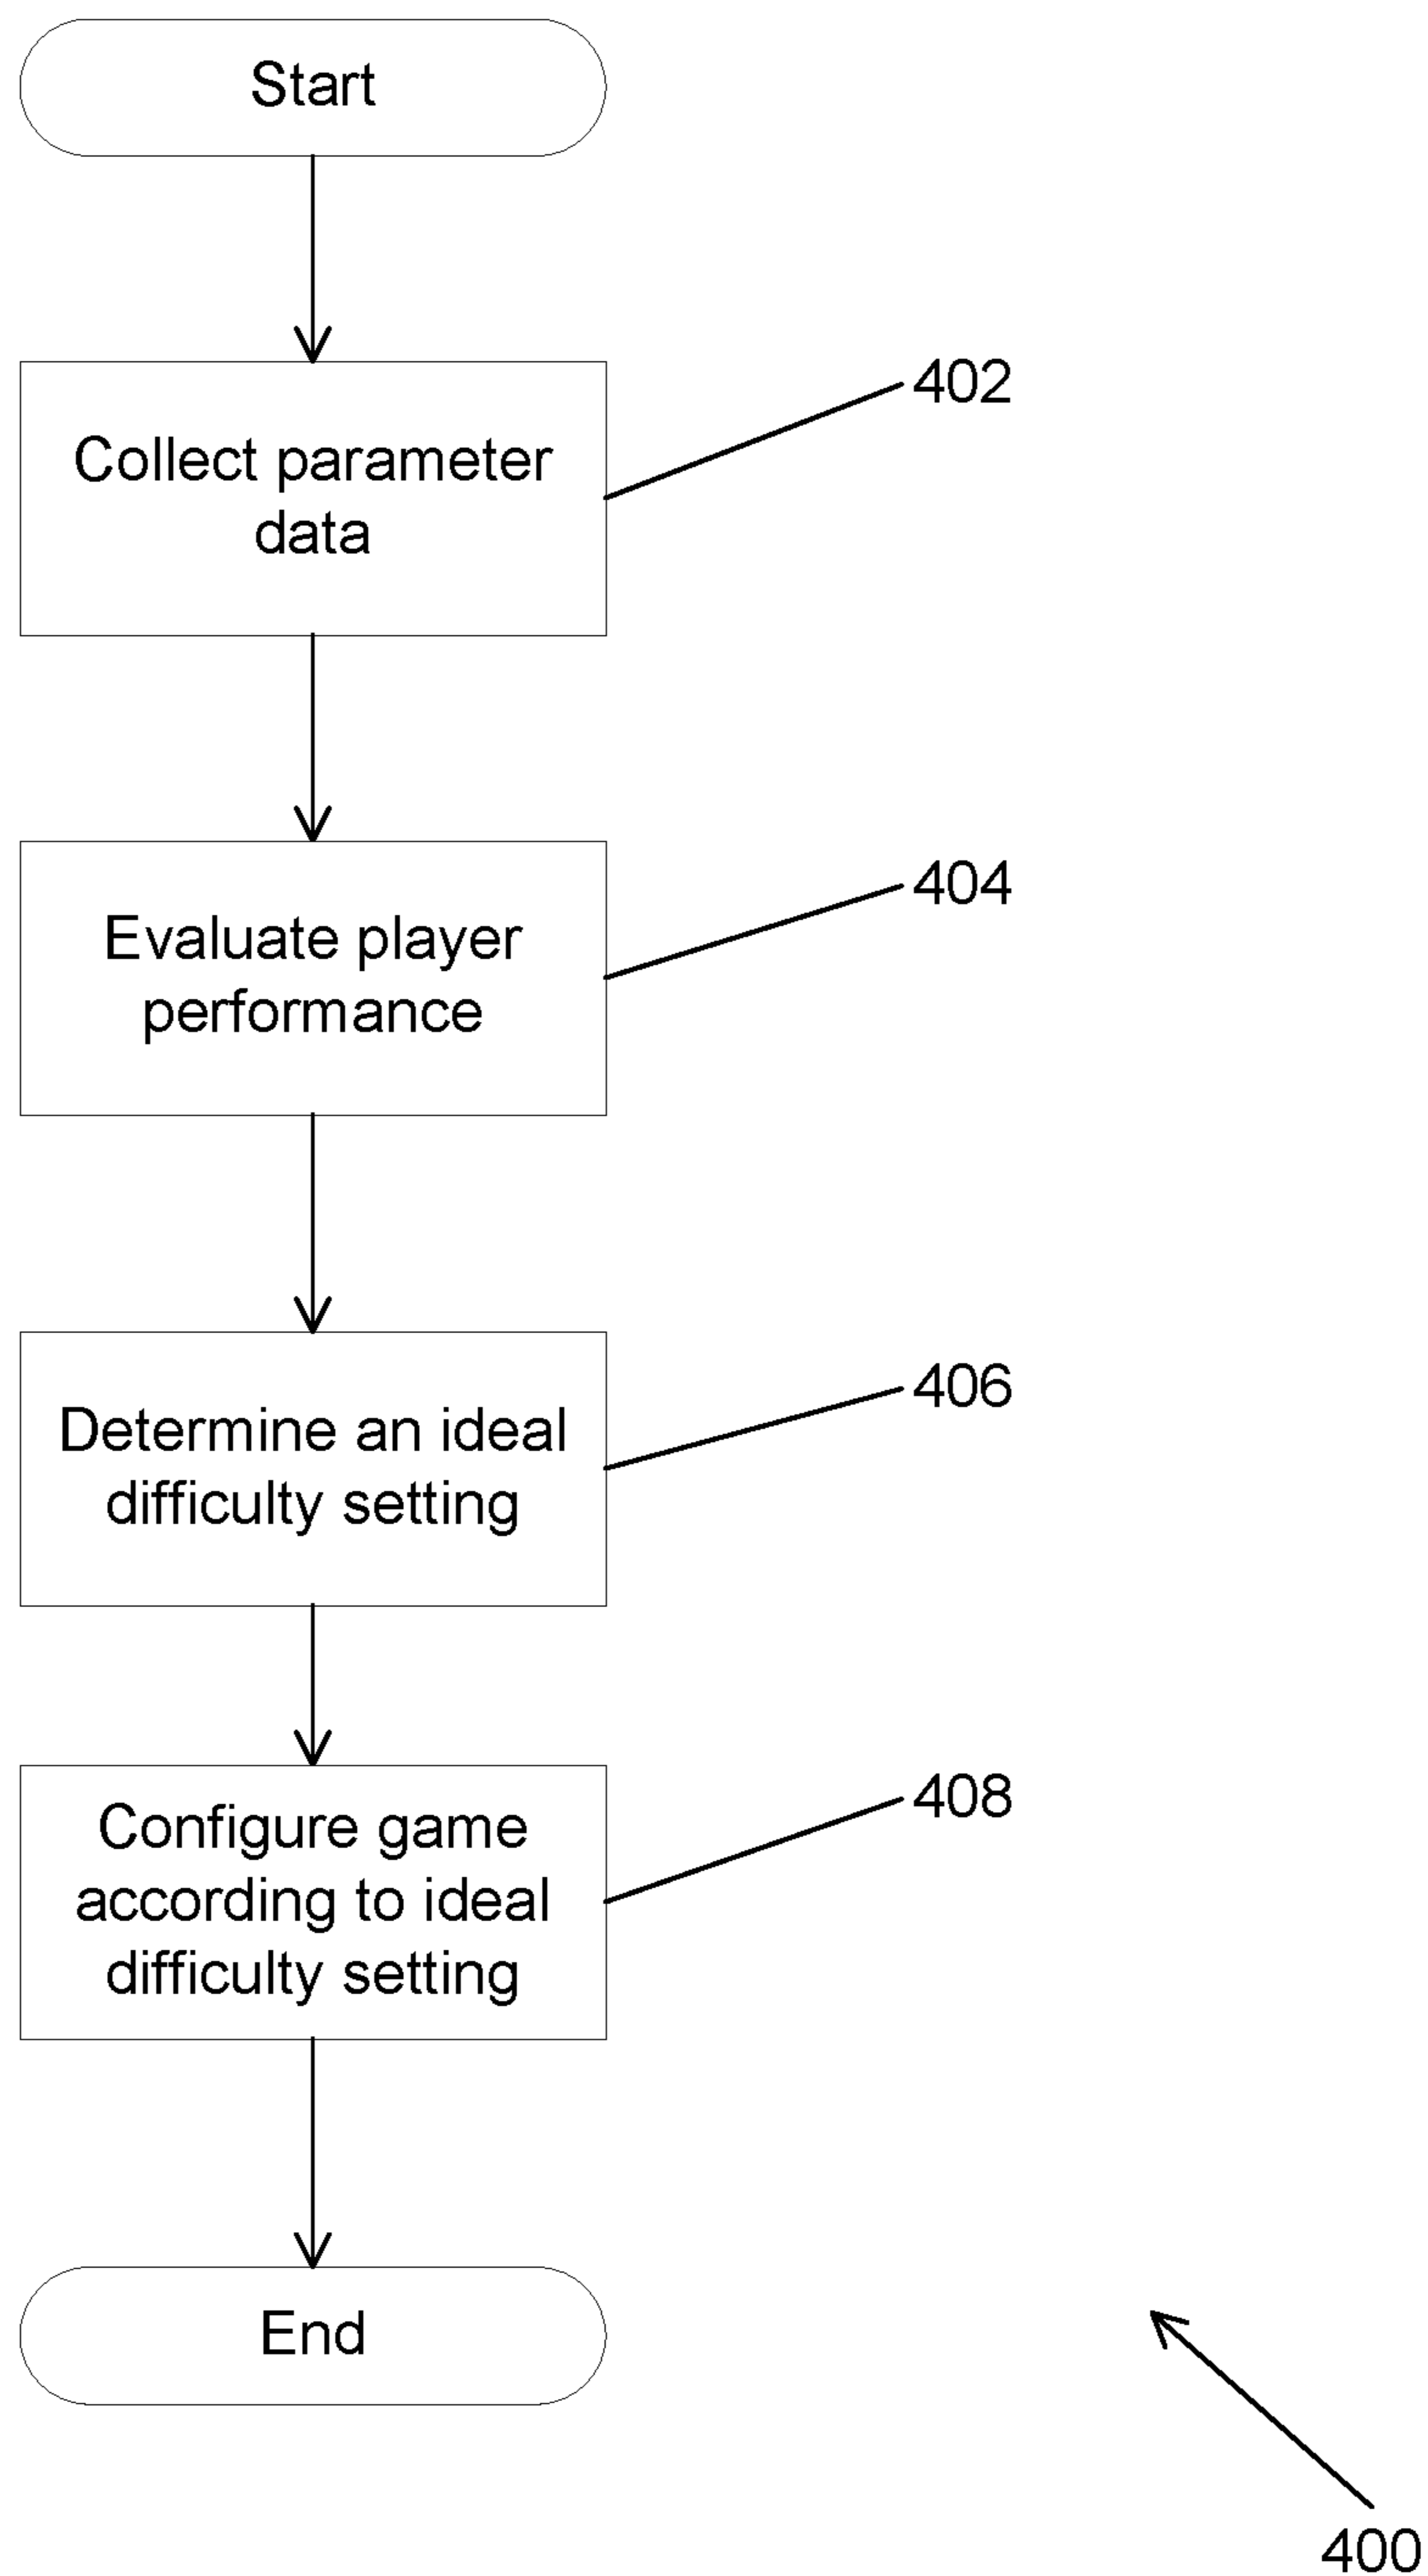 Start
402
Collect parameter
data
404
Evaluate player
performance
406
Determine an ideal
difficulty setting
408
Configure game
according to ideal
difficulty setting
End
400